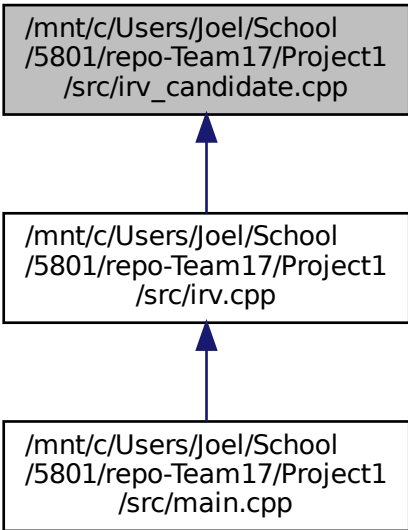 /mnt/c/Users/Joel/School
/5801/repo-Team17/Project1
/src/irv_candidate.cpp
/mnt/c/Users/Joel/School
/5801/repo-Team17/Project1
/src/irv.cpp
/mnt/c/Users/Joel/School
/5801/repo-Team17/Project1
/src/main.cpp